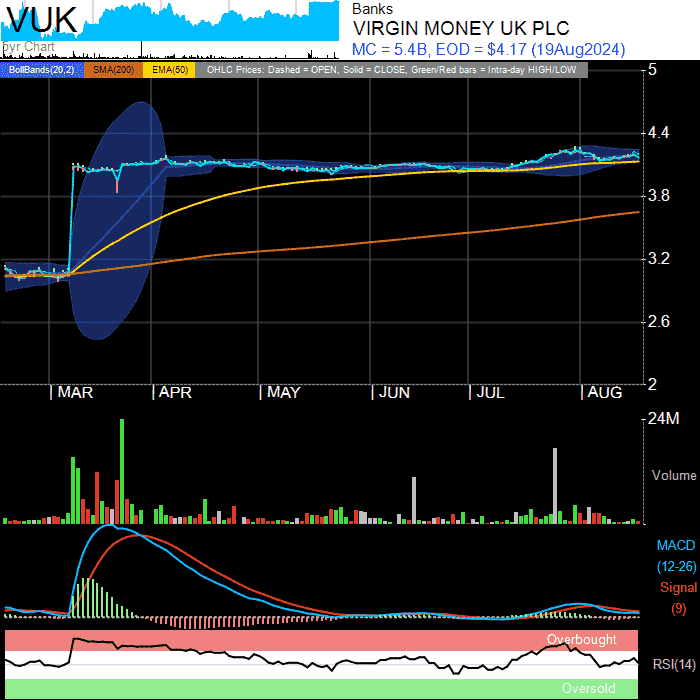 VUK
5yr Chart
Banks
VIRGIN MONEY UK PLC
MC = 5.4B, EOD = $4.17 (19Aug2024)
BollBands(20,2) SMA(200) EMA(50) OHLC Prices: Dashed = OPEN, Solid = CLOSE, Green/Red bars = Intra-day HIGH/LOW
5
4.4
3.8
3.2
2.6
2
MAR APR MAY JUN JUL AUG
24M
Volume
MACD
(12-26)
Signal
(9)
Overbought
RSI(14)
Oversold